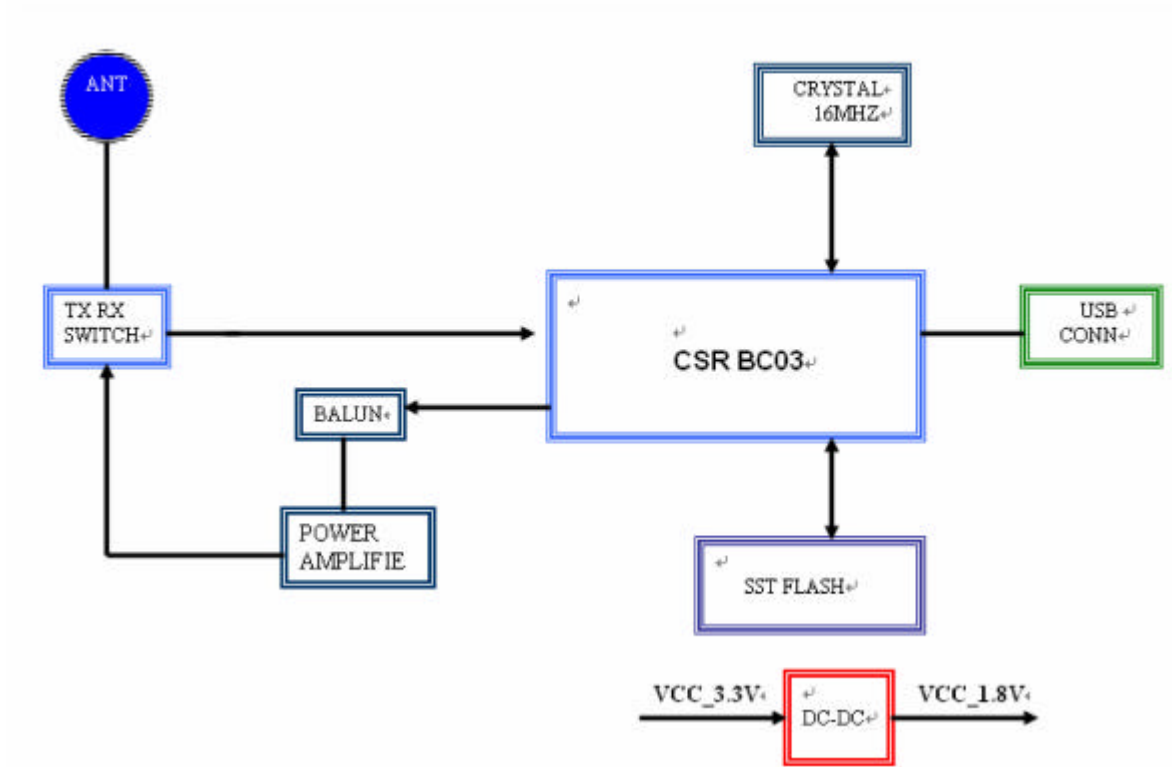 ANT
CRYSTAL
16MHZ
TX RX
SWITCH
USB
CONN
CSR BC03
BALUN
POWER
AMPLIFIE
SST FLASH
VCC_3.3V
DC-DC
VCC_1.8V